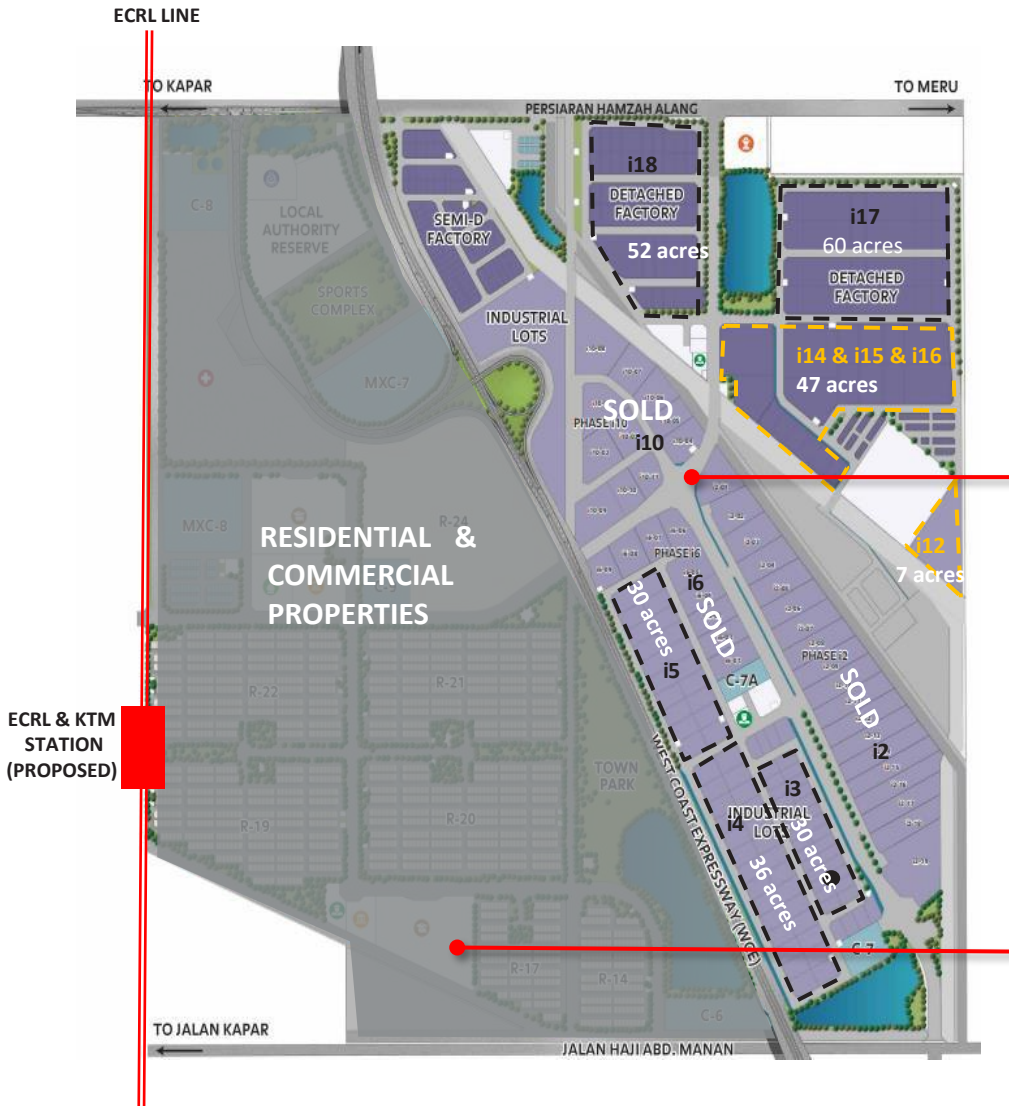 ECRL LINE
TO KAPAR
TO MERU
PERSIARAN HAMZAH ALANG
C-8
LOCAL
AUTHORITY
RESERVE
SPORTS
COMPLEX
MXC-7
SEMI-D
FACTORY
INDUSTRIAL
LOTS
i18
DETACHED
FACTORY
52 acres
i17
60 acres
DETACHED
FACTORY
i14 & i15 & i16
47 acres
SOLD
PHASE i10
i10
MXC-8
R-24
RESIDENTIAL &
COMMERCIAL
PROPERTIES
i12
7 acres
PHASE i6
i6
SOLD
30 acres
i5
C-7A
PHASE i2
SOLD
i2
R-22
R-21
ECRL & KTM
STATION
(PROPOSED)
R-19
R-20
TOWN
PARK
WEST COAST EXPRESSWAY (WCE)
i3
i4
INDUSTRIAL
LOTS
30 acres
36 acres
R-17
R-14
C-7
C-6
TO JALAN KAPAR
JALAN HAJI ABD. MANAN